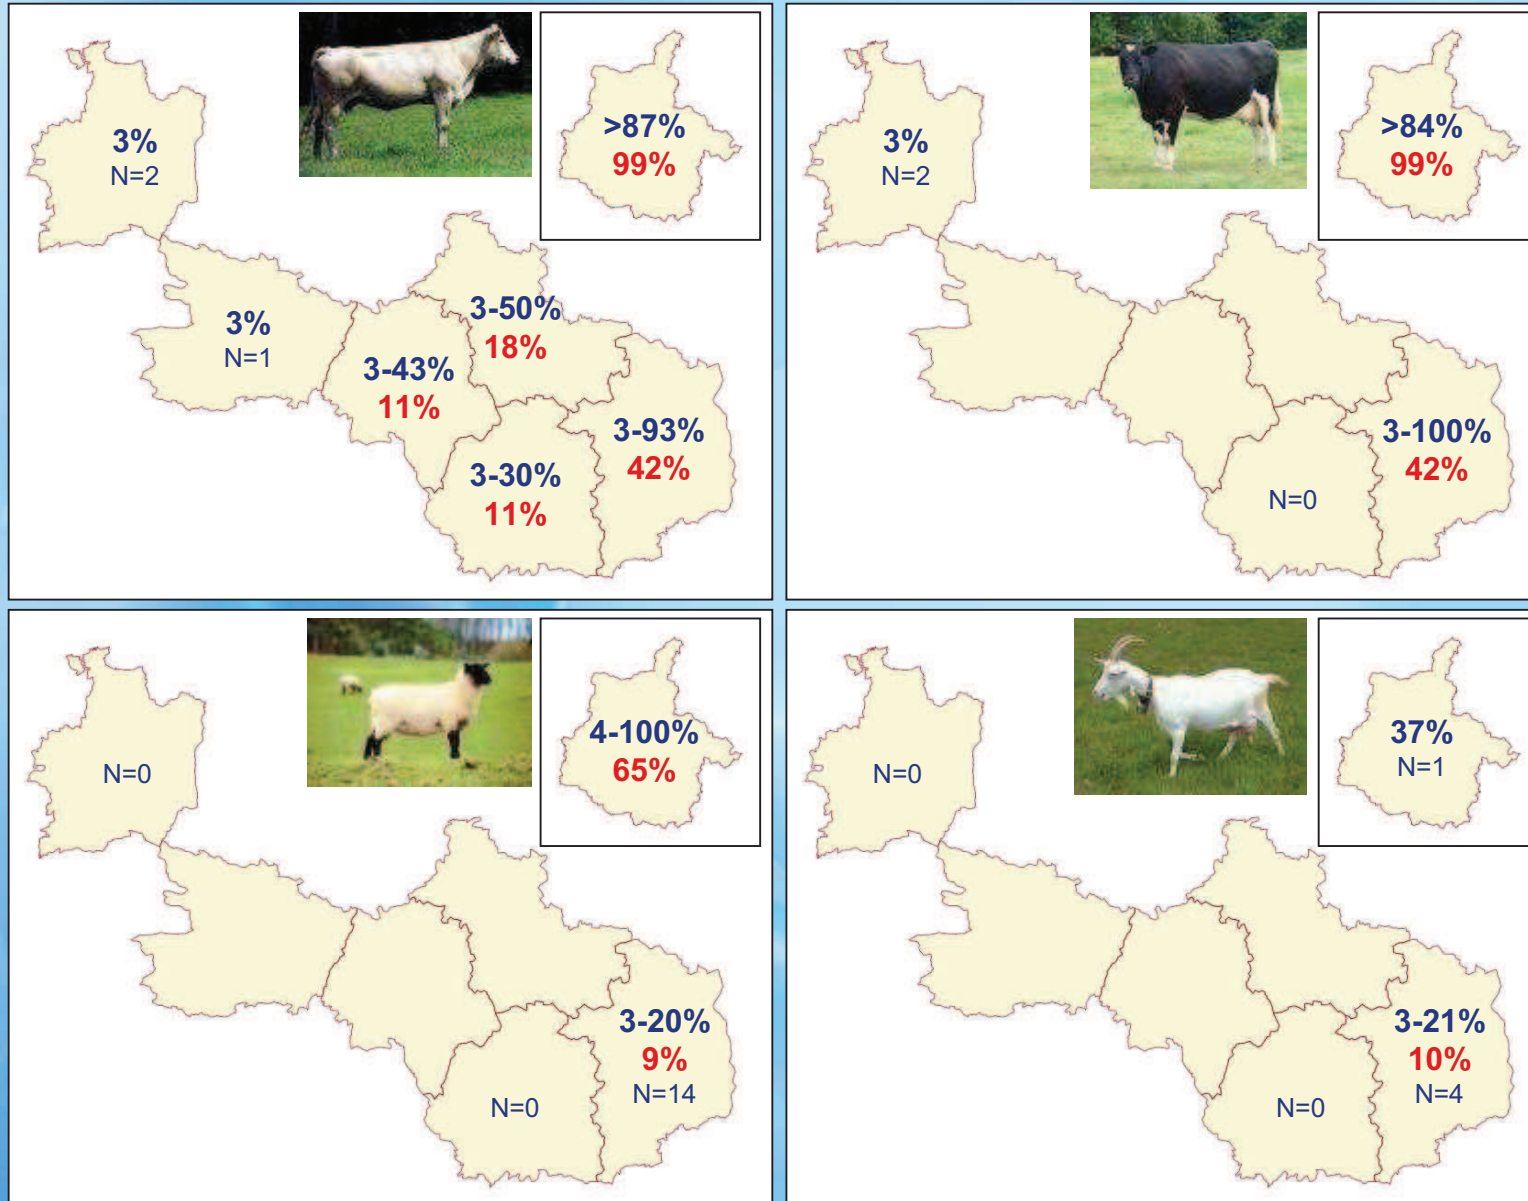 3%
N=2
>87%
99%
3%
N=1
3-50%
18%
3-43%
11%
3-93%
42%
3-30%
11%
3%
N=2
>84%
99%
3-100%
42%
N=0
N=0
4-100%
65%
3-20%
9%
N=14
N=0
N=0
37%
N=1
3-21%
10%
N=4
N=0